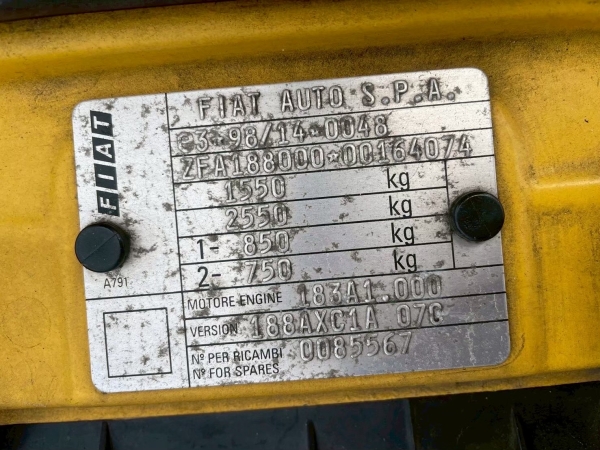 FIAT AUTO S.P.A.
FIAT
e3*98/14*0048
ZFA188000*00164074
1550 kg
2550 kg
1- 850 kg
2- 750 kg
A791
MOTORE ENGINE 183A1.000
VERSION 188AXC1A 07C
Nº PER RICAMBI
Nº FOR SPARES 0085567